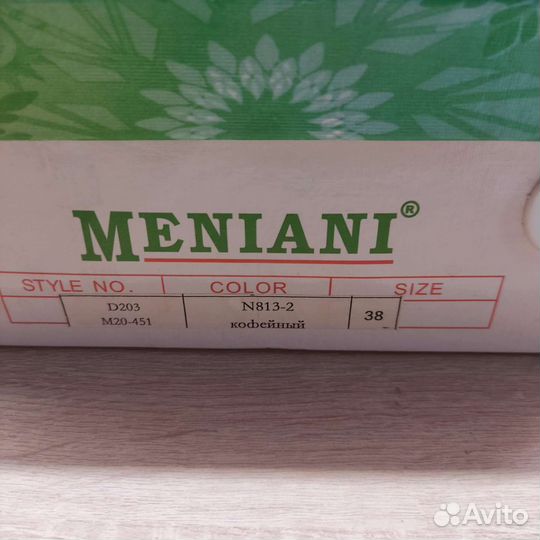 MENIANI®
STYLE NO. COLOR SIZE
D203 N813-2 38
M20-451 кофейный
Avito